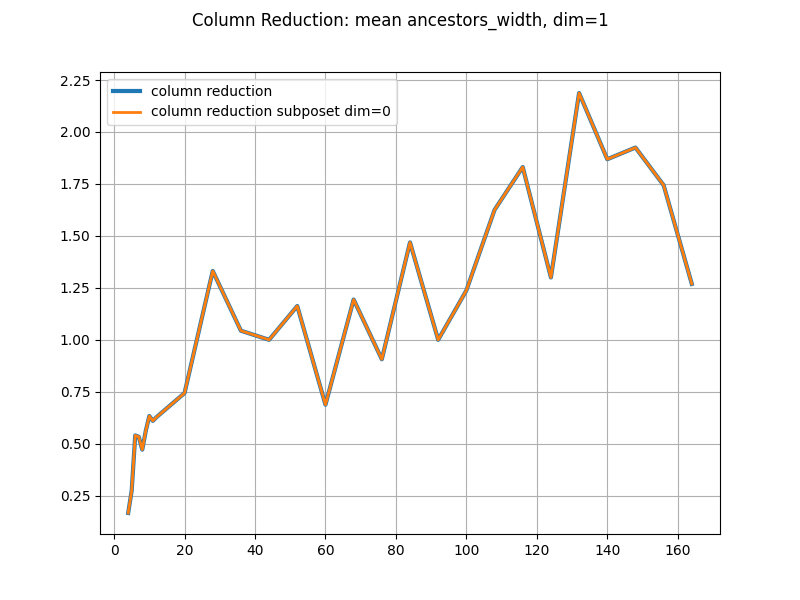 Column Reduction: mean ancestors_width, dim=1
column reduction
column reduction subposet dim=0
2.25
2.00
1.75
1.50
1.25
1.00
0.75
0.50
0.25
0 20 40 60 80 100 120 140 160